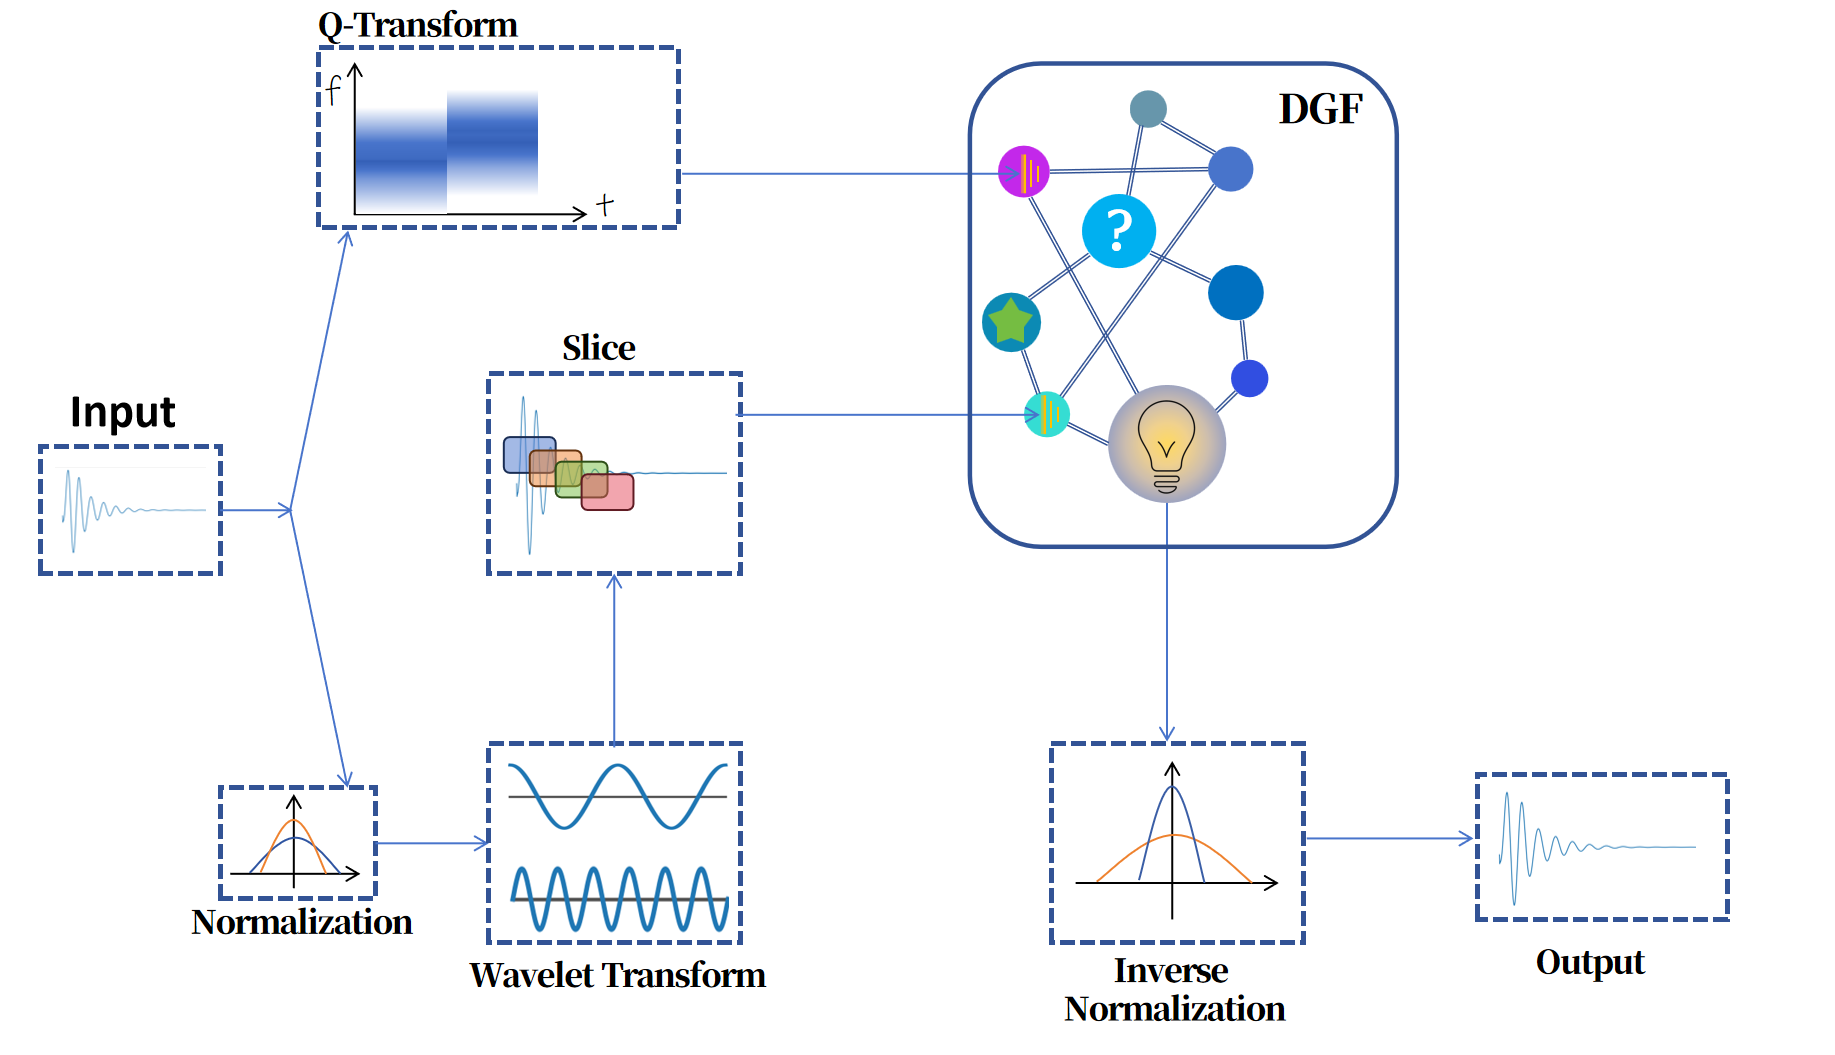 Q-Transform
f
t
DGF
?
Slice
Input
Normalization
Wavelet Transform
Inverse
Normalization
Output